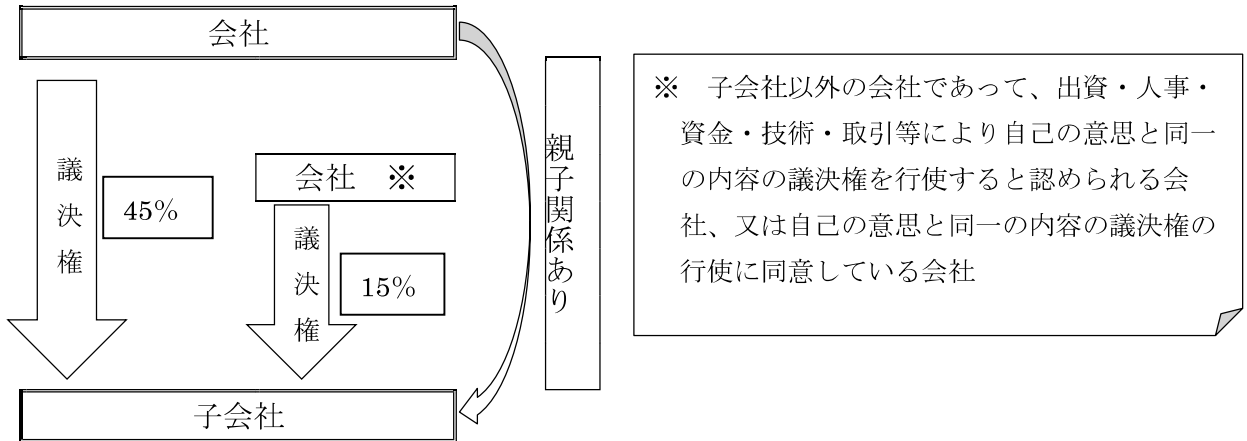 会社
議決権
45%
会社　※
議決権
15%
子会社
親子関係あり
※　子会社以外の会社であって、出資・人事・
資金・技術・取引等により自己の意思と同一
の内容の議決権を行使すると認められる会
社、又は自己の意思と同一の内容の議決権の
行使に同意している会社